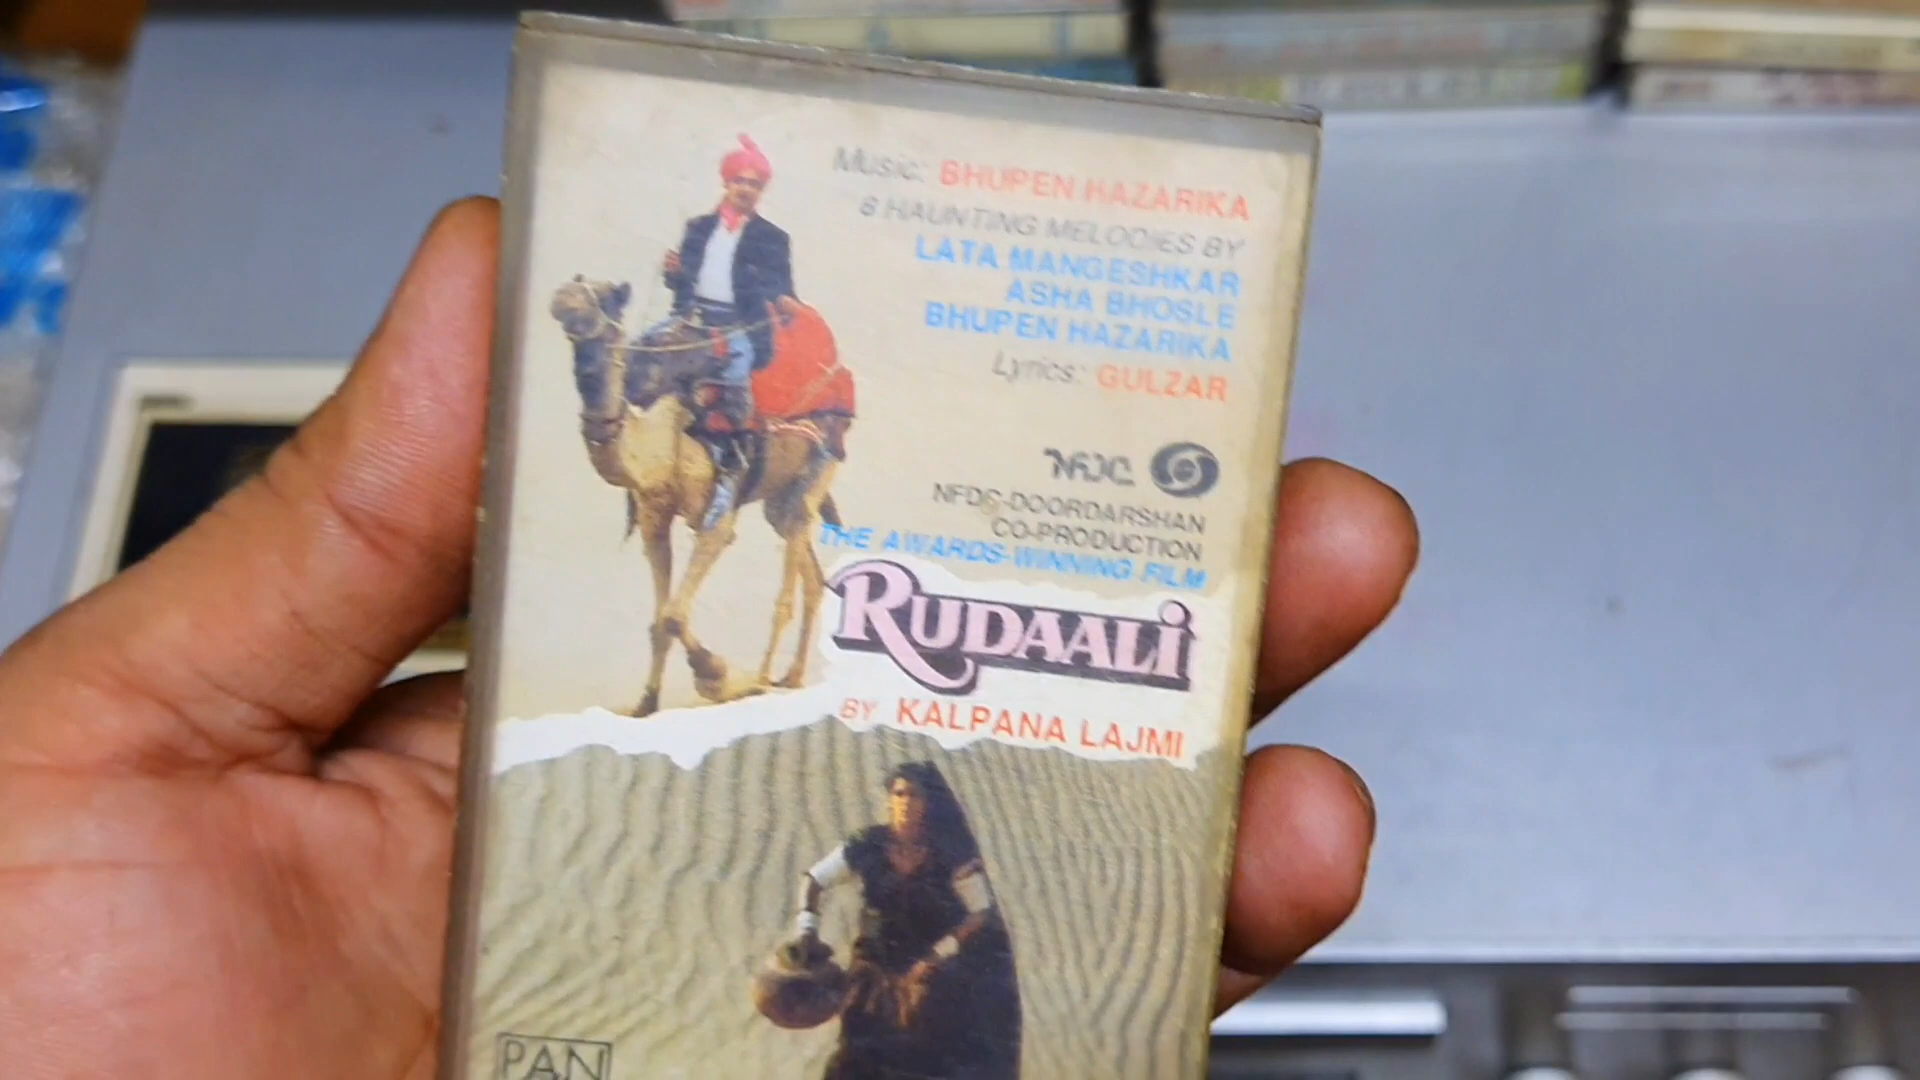 Music: BHUPEN HAZARIKA
8 HAUNTING MELODIES BY
LATA MANGESHKAR
ASHA BHOSLE
BHUPEN HAZARIKA
Lyrics: GULZAR
NFDC
NFDC-DOORDARSHAN
CO-PRODUCTION
THE AWARDS-WINNING FILM
RUDAALi
BY KALPANA LAJMI
PAN